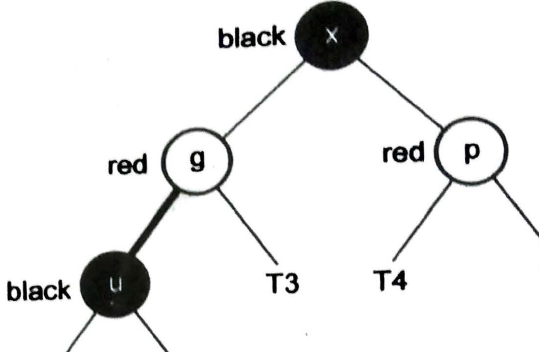 black x
red g
red p
black u
T3 T4